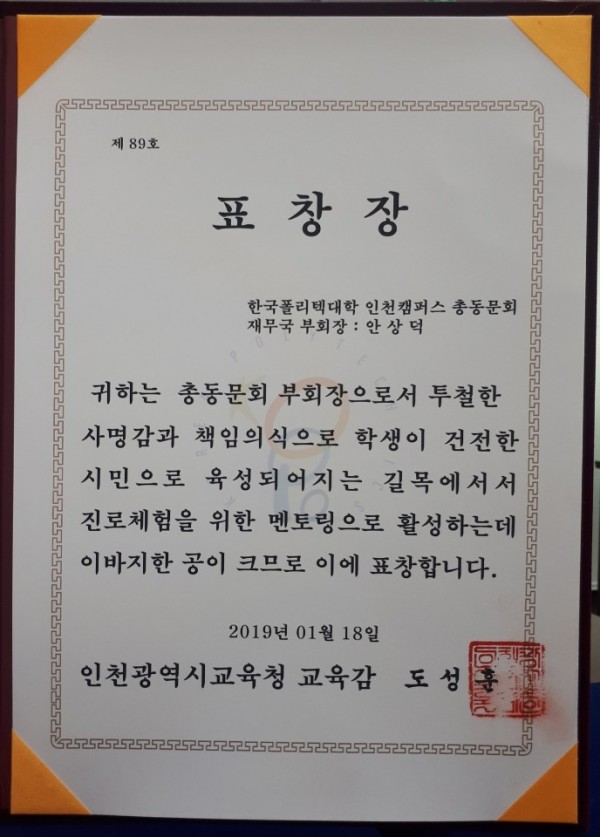 제 89호
표 창 장
한국폴리텍대학 인천캠퍼스 총동문회
재무국 부회장 : 안 상 덕
귀하는 총동문회 부회장으로서 투철한
사명감과 책임의식으로 학생이 건전한
시민으로 육성되어지는 길목에서서
진로체험을 위한 멘토링으로 활성하는데
이바지한 공이 크므로 이에 표창합니다.
2019년 01월 18일
인천광역시교육청 교육감 도 성 훈